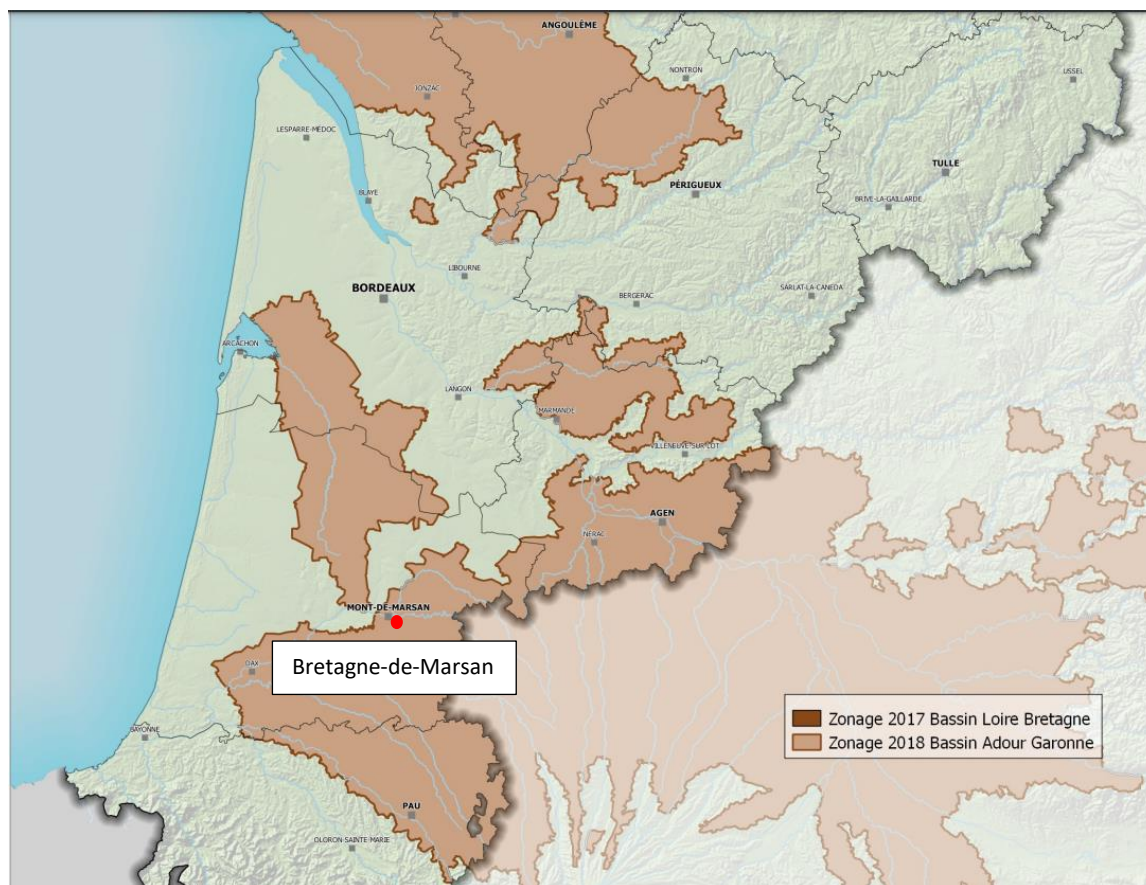 ANGOULÊME
NONTRON
USSEL
JONZAC
LESPARRE-MÉDOC
TULLE
PÉRIGUEUX
BLAYE
BRIVE-LA-GAILLARDE
LIBOURNE
BORDEAUX
BERGERAC
SARLAT-LA-CANEDA
ARCACHON
LANGON
MARMANDE
VILLENEUVE-SUR-LOT
AGEN
NÉRAC
MONT-DE-MARSAN
Bretagne-de-Marsan
DAX
Zonage 2017 Bassin Loire Bretagne
Zonage 2018 Bassin Adour Garonne
BAYONNE
PAU
OLORON-SAINTE-MARIE